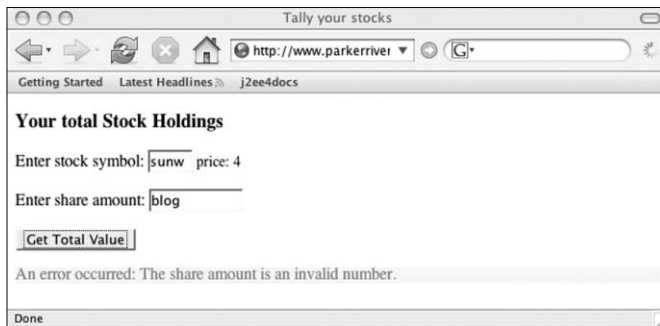 Tally your stocks
http://www.parkerriver
G
Getting Started Latest Headlines j2ee4docs
Your total Stock Holdings
Enter stock symbol: sunw price: 4
Enter share amount: blog
Get Total Value
An error occurred: The share amount is an invalid number.
Done